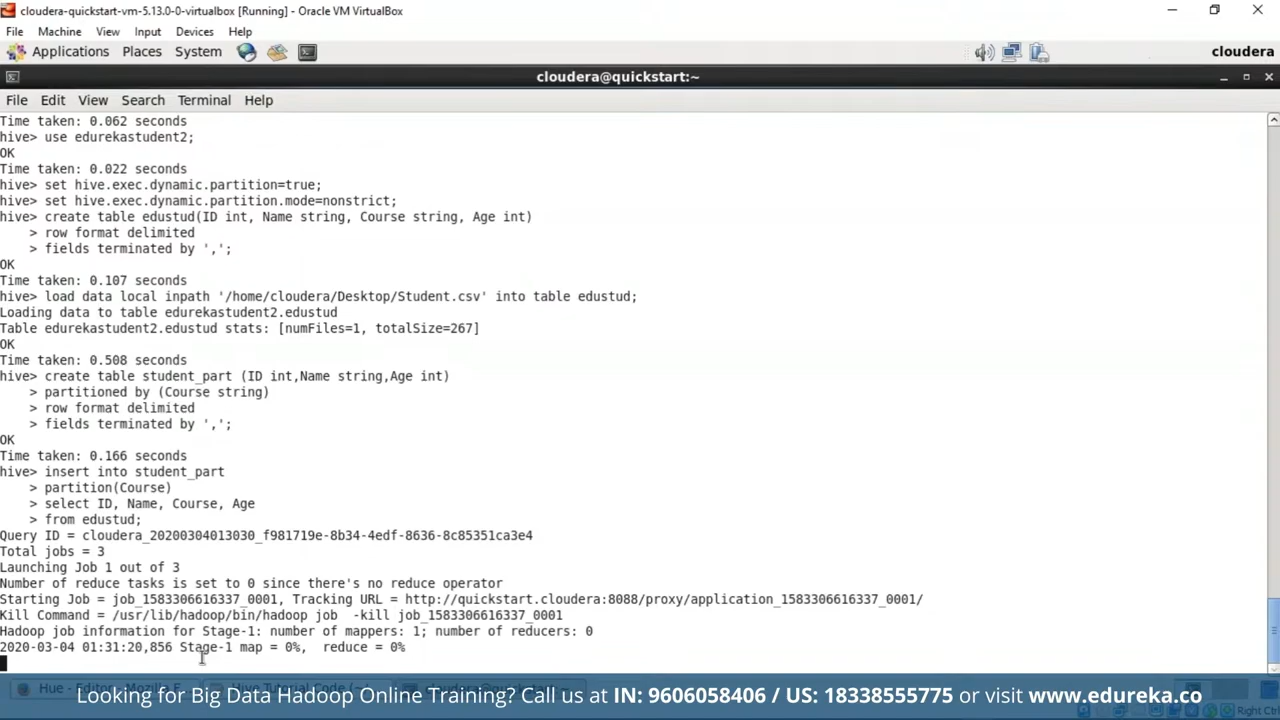 cloudera-quickstart-vm-5.13.0-0-virtualbox [Running] - Oracle VM VirtualBox
File Machine View Input Devices Help
Applications Places System cloudera
cloudera@quickstart:~
File Edit View Search Terminal Help
Time taken: 0.062 seconds
hive> use edurekastudent2;
OK
Time taken: 0.022 seconds
hive> set hive.exec.dynamic.partition=true;
hive> set hive.exec.dynamic.partition.mode=nonstrict;
hive> create table edustud(ID int, Name string, Course string, Age int)
> row format delimited
> fields terminated by ',';
OK
Time taken: 0.107 seconds
hive> load data local inpath '/home/cloudera/Desktop/Student.csv' into table edustud;
Loading data to table edurekastudent2.edustud
Table edurekastudent2.edustud stats: [numFiles=1, totalSize=267]
OK
Time taken: 0.508 seconds
hive> create table student_part (ID int,Name string,Age int)
> partitioned by (Course string)
> row format delimited
> fields terminated by ',';
OK
Time taken: 0.166 seconds
hive> insert into student_part
> partition(Course)
> select ID, Name, Course, Age
> from edustud;
Query ID = cloudera_20200304013030_f981719e-8b34-4edf-8636-8c85351ca3e4
Total jobs = 3
Launching Job 1 out of 3
Number of reduce tasks is set to 0 since there's no reduce operator
Starting Job = job_1583306616337_0001, Tracking URL = http://quickstart.cloudera:8088/proxy/application_1583306616337_0001/
Kill Command = /usr/lib/hadoop/bin/hadoop job  -kill job_1583306616337_0001
Hadoop job information for Stage-1: number of mappers: 1; number of reducers: 0
2020-03-04 01:31:20,856 Stage-1 map = 0%,  reduce = 0%
Looking for Big Data Hadoop Online Training? Call us at IN: 9606058406 / US: 18338555775 or visit www.edureka.co
Right Ctrl